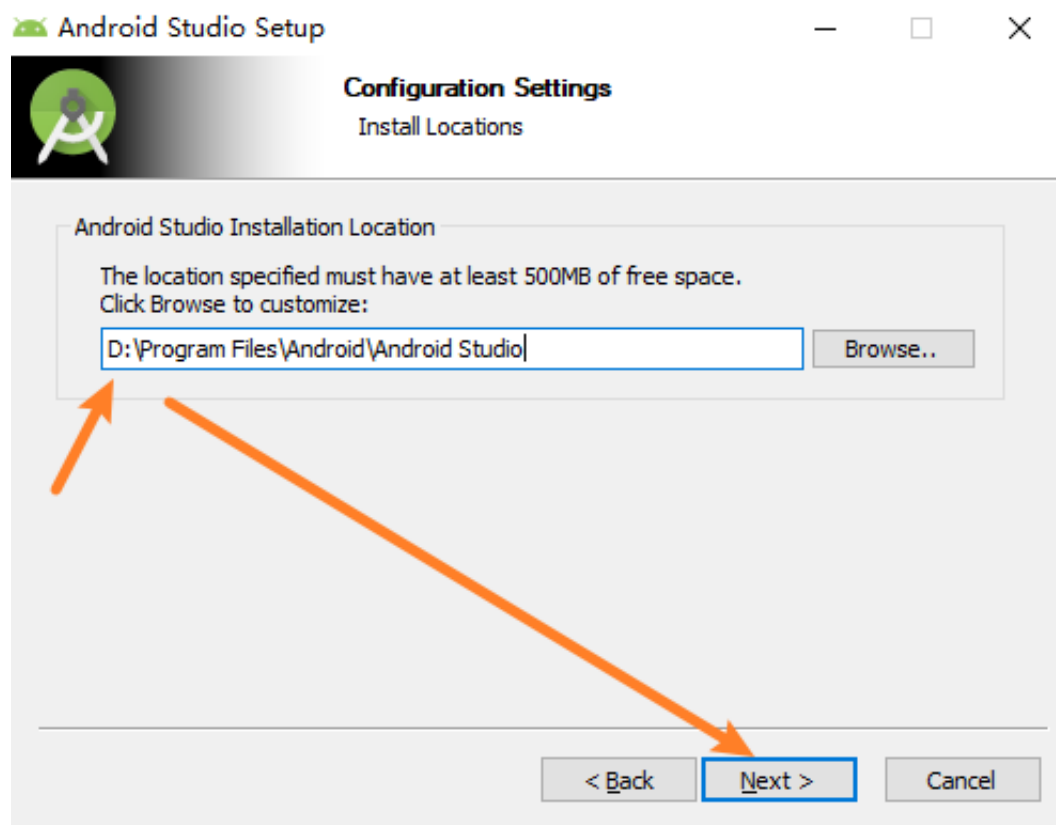 Android Studio Setup
Configuration Settings
Install Locations
Android Studio Installation Location
The location specified must have at least 500MB of free space.
Click Browse to customize:
D:\Program Files\Android\Android Studio
Browse..
< Back
Next >
Cancel